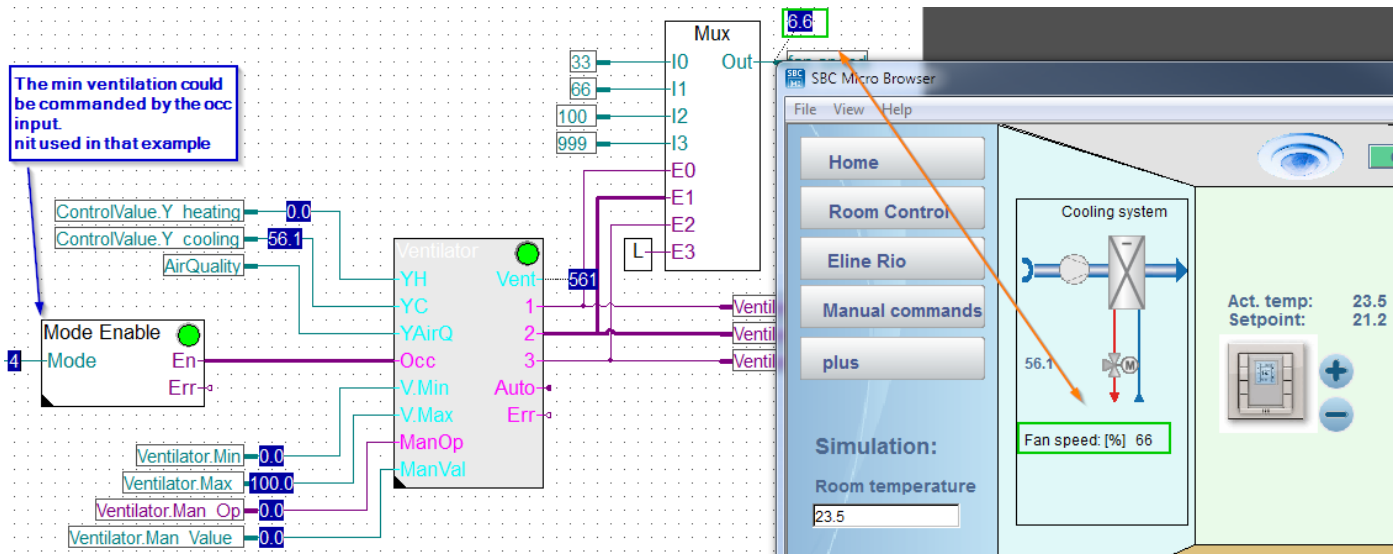 The min ventilation could
be commanded by the occ
input.
nit used in that example
Mux
6.6
33
I0
Out
66
I1
100
I2
999
I3
E0
E1
E2
L
E3
ControlValue.Y_heating
0.0
ControlValue.Y_cooling
56.1
AirQuality
Ventilator
YH
Vent
561
YC
1
Ventil
YAirQ
2
Ventil
Occ
3
Ventil
V.Min
Auto
V.Max
Err
ManOp
ManVal
Mode Enable
4
Mode
En
Err
Ventilator.Min
0.0
Ventilator.Max
100.0
Ventilator.Man_Op
0.0
Ventilator.Man_Value
0.0
SBC Micro Browser
File View Help
Home
Room Control
Eline Rio
Manual commands
plus
Simulation:
Room temperature
23.5
Cooling system
56.1
M
Fan speed: [%] 66
Act. temp: 23.5
Setpoint: 21.2